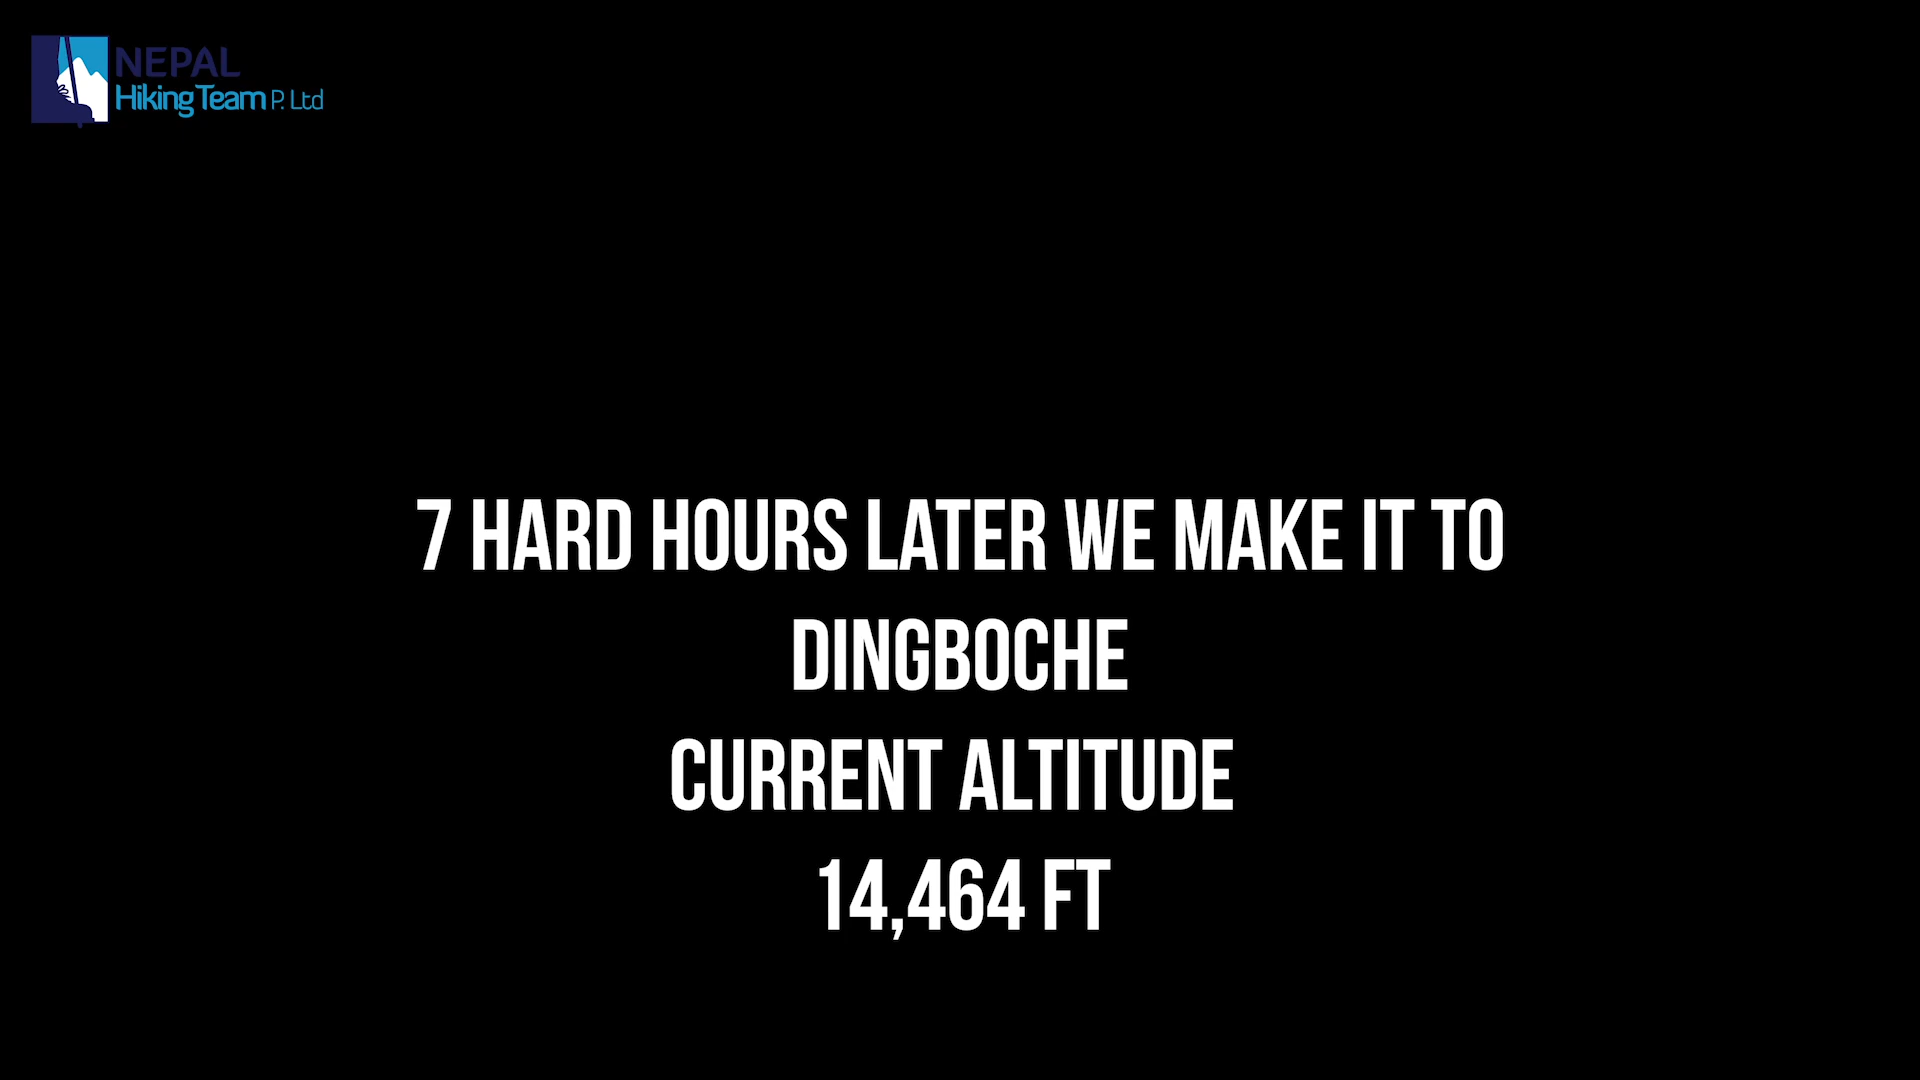 NEPAL
Hiking Team P. Ltd
7 HARD HOURS LATER WE MAKE IT TO
DINGBOCHE
CURRENT ALTITUDE
14,464 FT